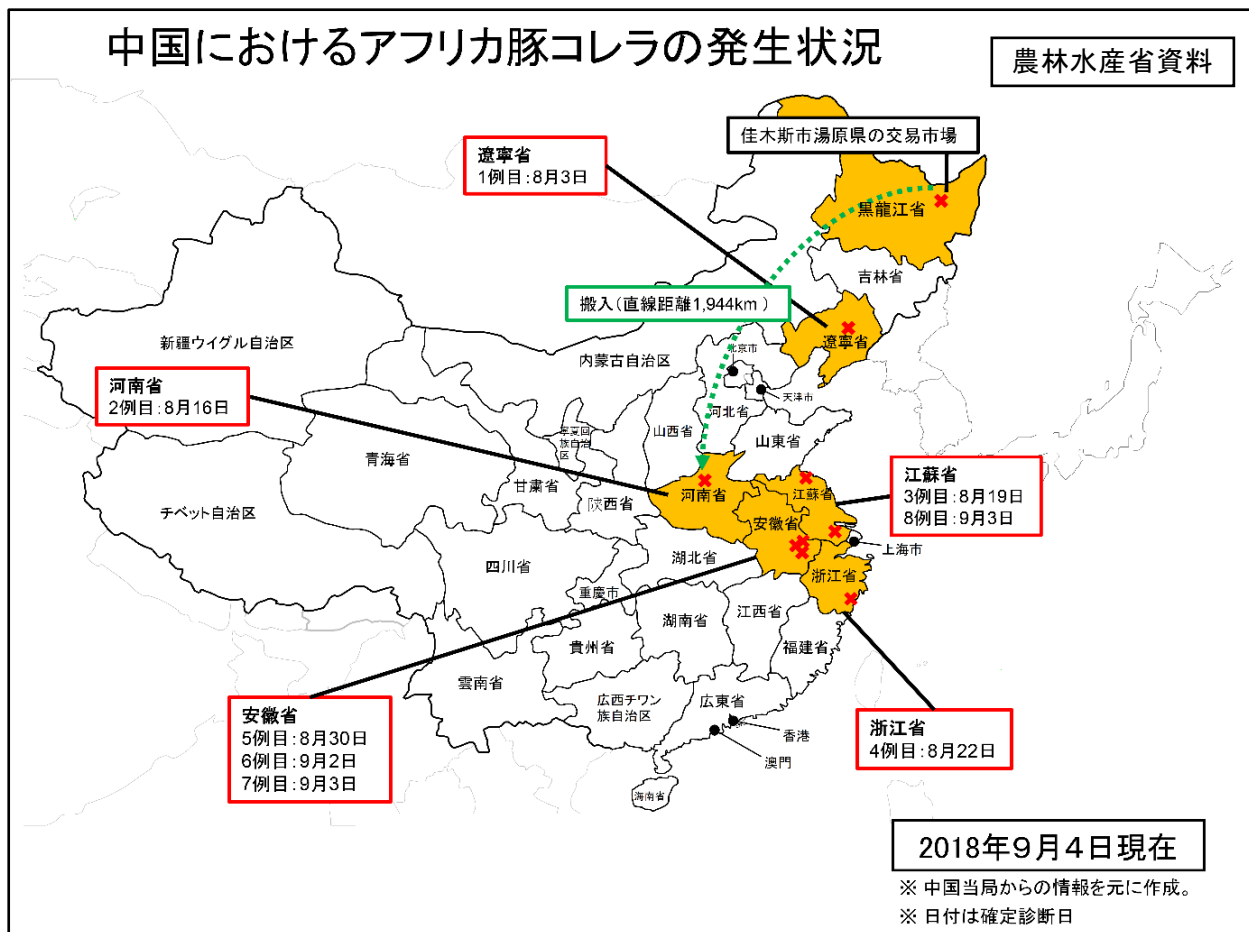 中国におけるアフリカ豚コレラの発生状況
農林水産省資料
佳木斯市湯原県の交易市場
遼寧省
1例目:8月3日
黒龍江省
吉林省
搬入(直線距離1,944km)
遼寧省
新疆ウイグル自治区
内蒙古自治区
北京市
天津市
河北省
河南省
2例目:8月16日
山西省
山東省
寧夏回
族自治
区
青海省
甘粛省
陝西省
河南省
江蘇省
江蘇省
3例目:8月19日
8例目:9月3日
チベット自治区
安徽省
上海市
四川省
湖北省
浙江省
重慶市
湖南省
江西省
貴州省
福建省
雲南省
広西チワン
族自治区
広東省
香港
澳門
海南省
安徽省
5例目:8月30日
6例目:9月2日
7例目:9月3日
浙江省
4例目:8月22日
2018年9月4日現在
※ 中国当局からの情報を元に作成。
※ 日付は確定診断日